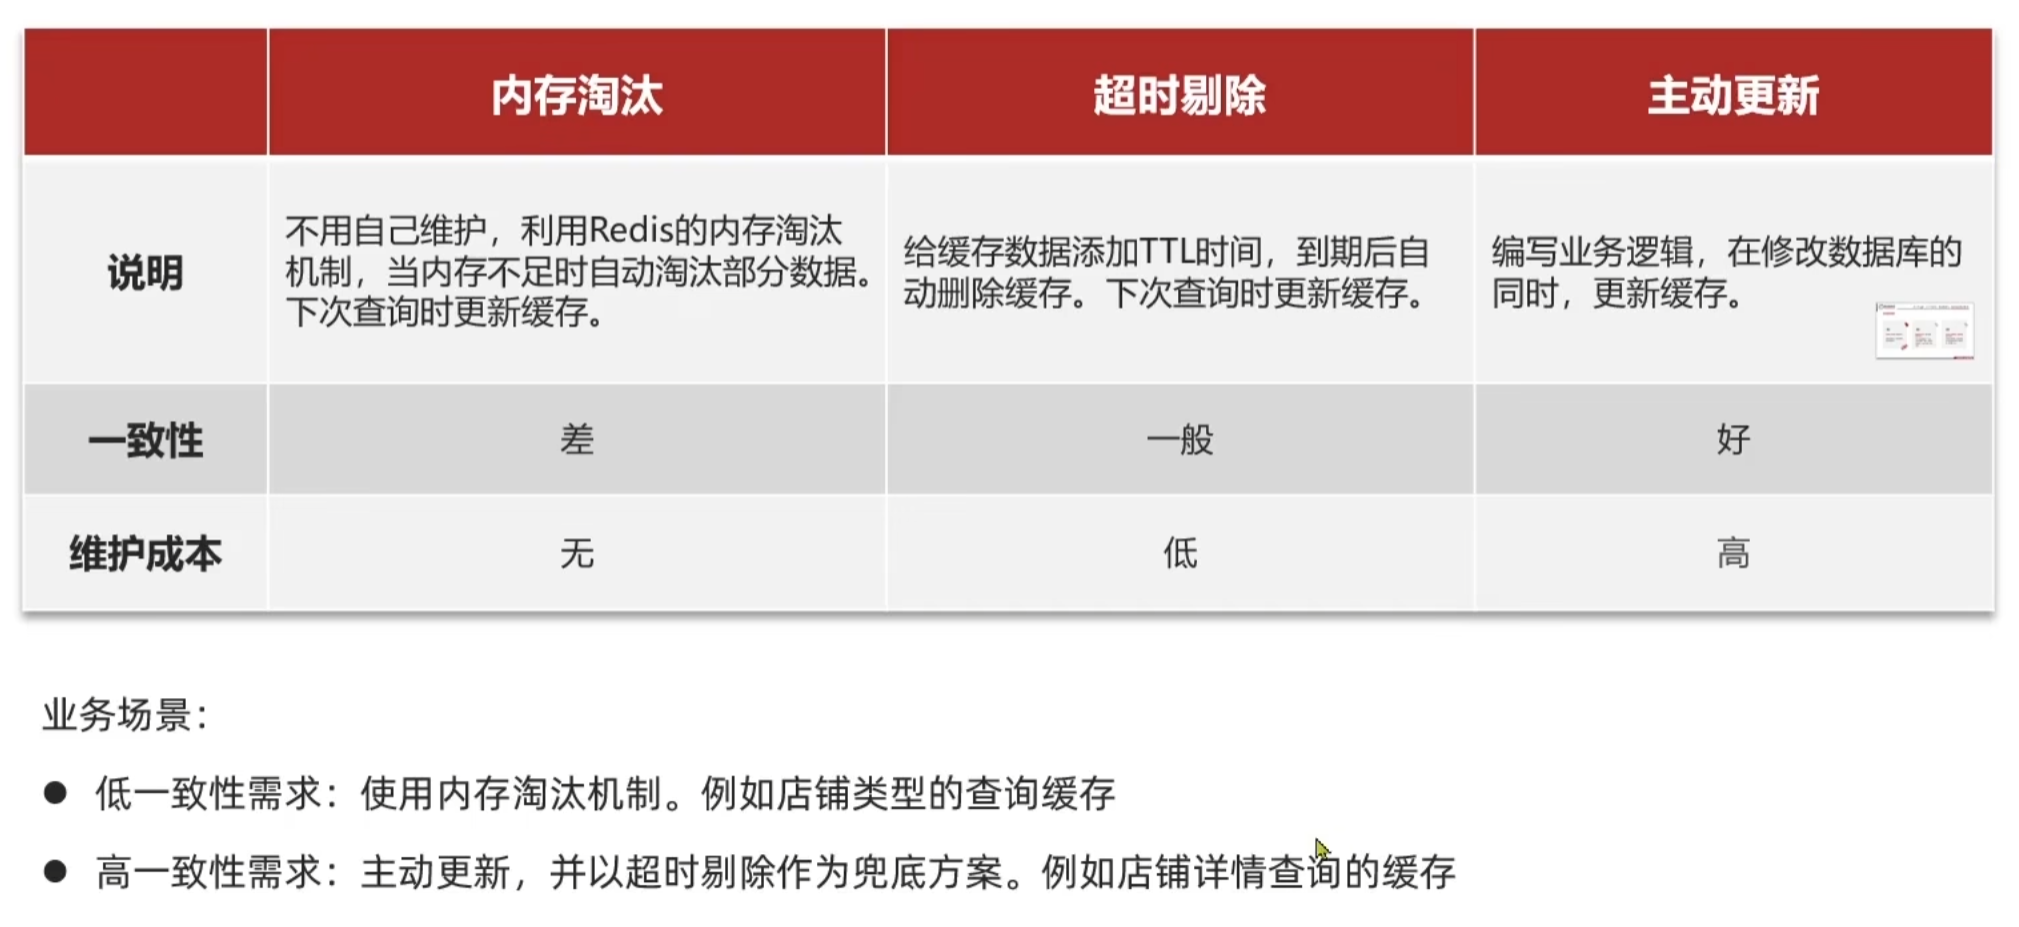 内存淘汰
超时剔除
主动更新
说明
不用自己维护，利用Redis的内存淘汰
机制，当内存不足时自动淘汰部分数据。
下次查询时更新缓存。
给缓存数据添加TTL时间，到期后自
动删除缓存。下次查询时更新缓存。
编写业务逻辑，在修改数据库的
同时，更新缓存。
一致性
差
一般
好
维护成本
无
低
高
业务场景：
● 低一致性需求：使用内存淘汰机制。例如店铺类型的查询缓存
● 高一致性需求：主动更新，并以超时剔除作为兜底方案。例如店铺详情查询的缓存